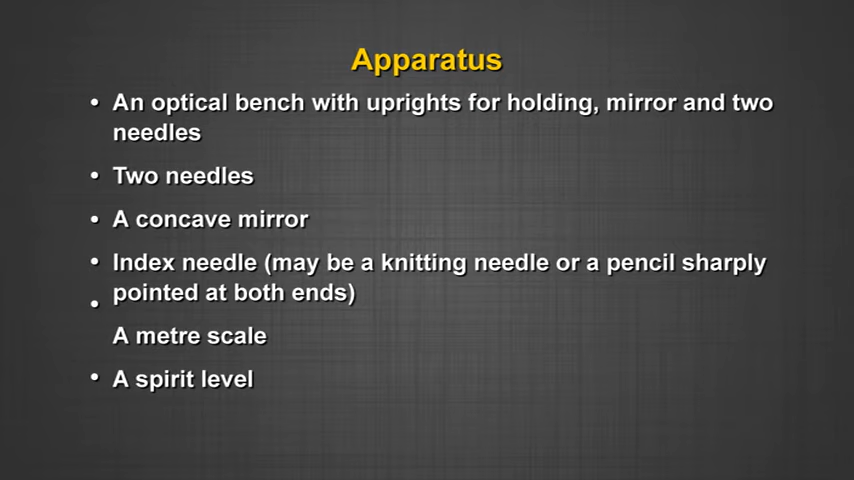 Apparatus
• An optical bench with uprights for holding, mirror and two
needles
• Two needles
• A concave mirror
• Index needle (may be a knitting needle or a pencil sharply
• pointed at both ends)
A metre scale
• A spirit level